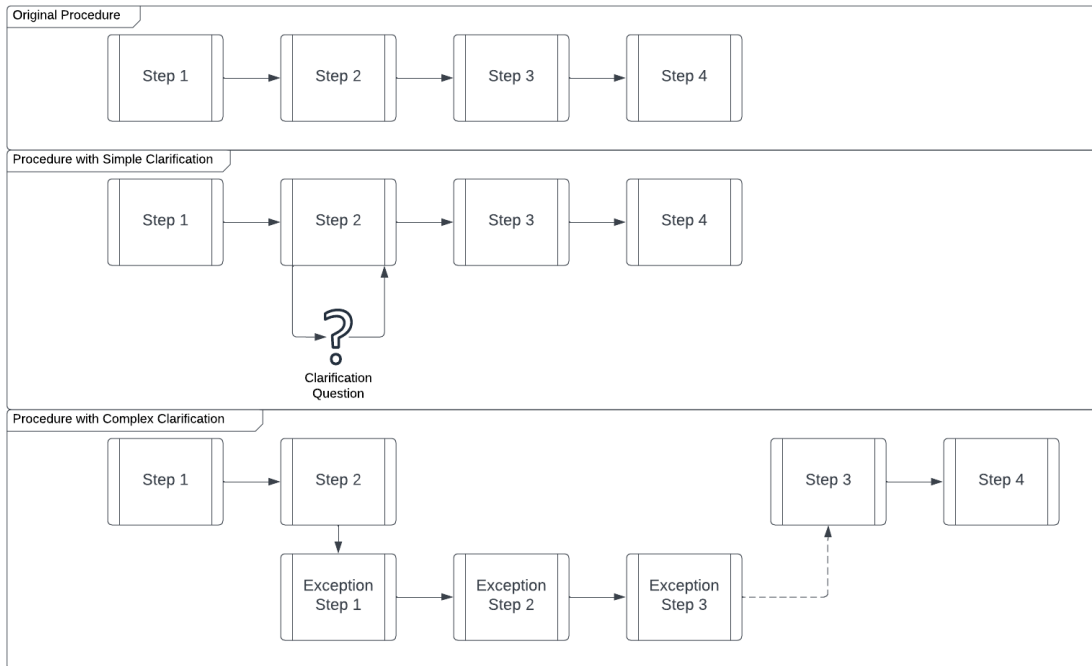 Original Procedure
Step 1
Step 2
Step 3
Step 4
Procedure with Simple Clarification
Step 1
Step 2
Step 3
Step 4
?
Clarification
Question
Procedure with Complex Clarification
Step 1
Step 2
Step 3
Step 4
Exception
Step 1
Exception
Step 2
Exception
Step 3